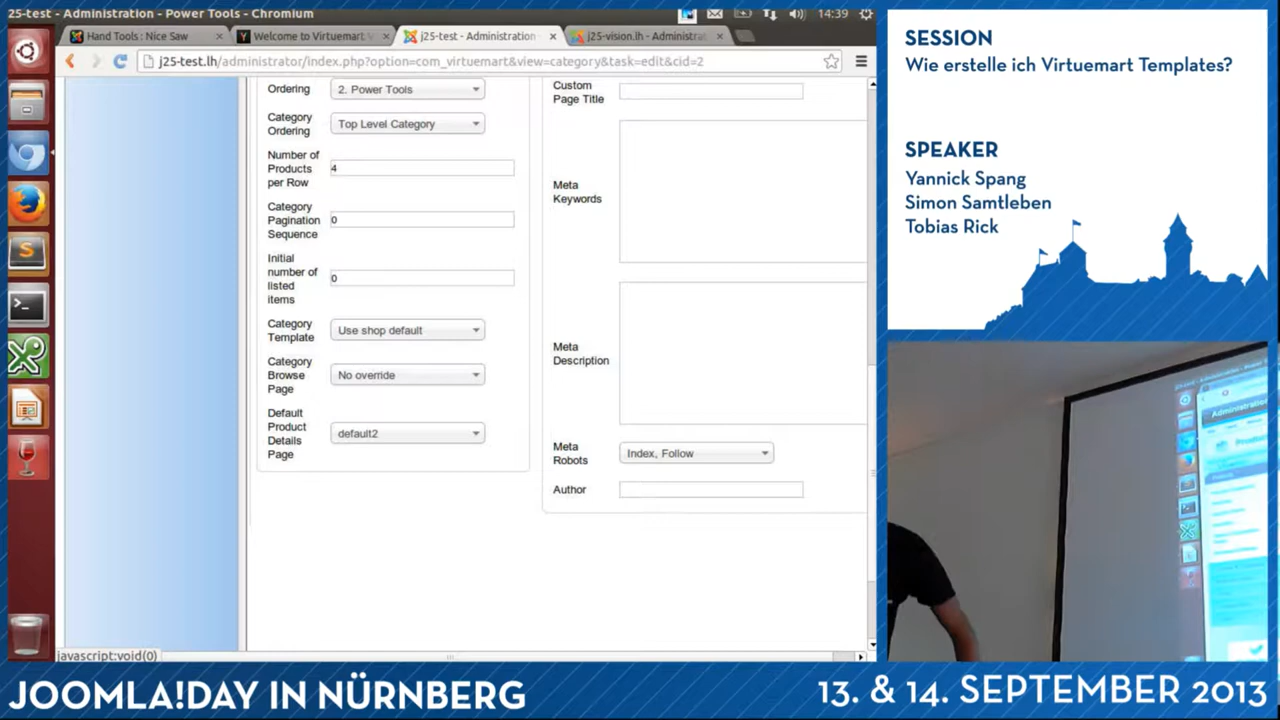 25-test - Administration - Power Tools - Chromium
14:39
Hand Tools : Nice Saw
Welcome to Virtuemart
j25-test - Administration
j25-vision.lh - Administra
j25-test.lh/administrator/index.php?option=com_virtuemart&view=category&task=edit&cid=2
Ordering
2. Power Tools
Category
Ordering
Top Level Category
Number of
Products
per Row
4
Category
Pagination
Sequence
0
Initial
number of
listed
items
0
Category
Template
Use shop default
Category
Browse
Page
No override
Default
Product
Details
Page
default2
Custom
Page Title
Meta
Keywords
Meta
Description
Meta
Robots
Index, Follow
Author
javascript:void(0)
SESSION
Wie erstelle ich Virtuemart Templates?
SPEAKER
Yannick Spang
Simon Samtleben
Tobias Rick
Administration
JOOMLA!DAY IN NÜRNBERG
13. & 14. SEPTEMBER 2013